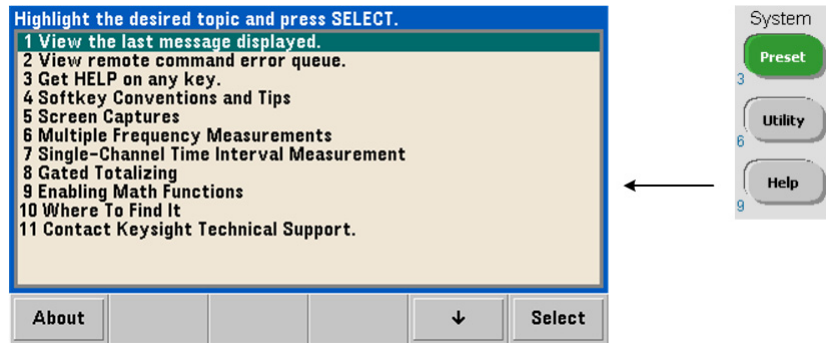 Highlight the desired topic and press SELECT.
1 View the last message displayed.
2 View remote command error queue.
3 Get HELP on any key.
4 Softkey Conventions and Tips
5 Screen Captures
6 Multiple Frequency Measurements
7 Single-Channel Time Interval Measurement
8 Gated Totalizing
9 Enabling Math Functions
10 Where To Find It
11 Contact Keysight Technical Support.
About ↓ Select
System
Preset
3
Utility
6
Help
9